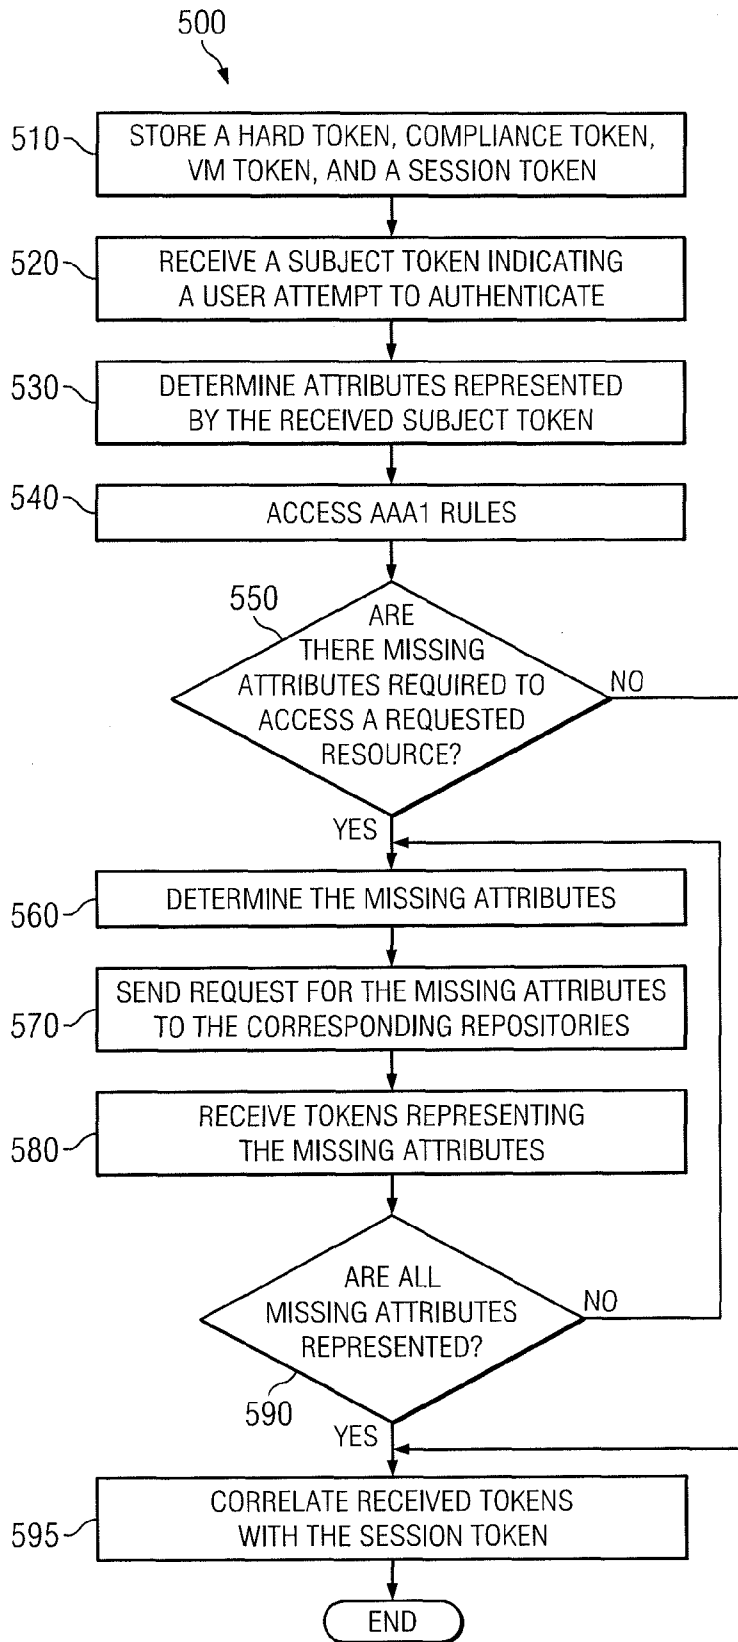 500
510
STORE A HARD TOKEN, COMPLIANCE TOKEN,
VM TOKEN, AND A SESSION TOKEN
520
RECEIVE A SUBJECT TOKEN INDICATING
A USER ATTEMPT TO AUTHENTICATE
530
DETERMINE ATTRIBUTES REPRESENTED
BY THE RECEIVED SUBJECT TOKEN
540
ACCESS AAA1 RULES
550
ARE
THERE MISSING
ATTRIBUTES REQUIRED TO
ACCESS A REQUESTED
RESOURCE?
NO
YES
560
DETERMINE THE MISSING ATTRIBUTES
570
SEND REQUEST FOR THE MISSING ATTRIBUTES
TO THE CORRESPONDING REPOSITORIES
580
RECEIVE TOKENS REPRESENTING
THE MISSING ATTRIBUTES
ARE ALL
MISSING ATTRIBUTES
REPRESENTED?
NO
590
YES
595
CORRELATE RECEIVED TOKENS
WITH THE SESSION TOKEN
END